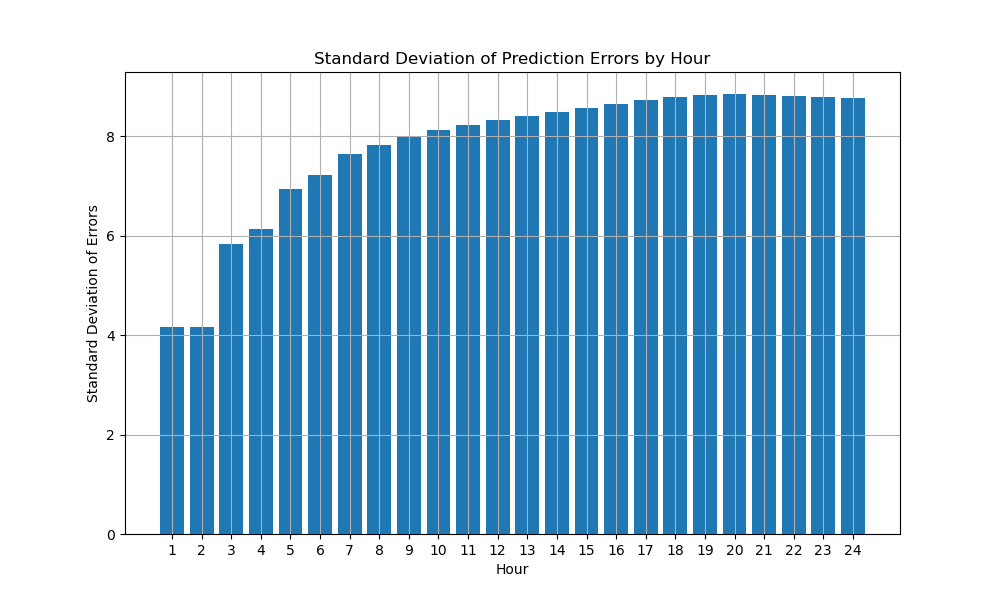 Standard Deviation of Prediction Errors by Hour
Standard Deviation of Errors
8
6
4
2
0
1 2 3 4 5 6 7 8 9 10 11 12 13 14 15 16 17 18 19 20 21 22 23 24
Hour